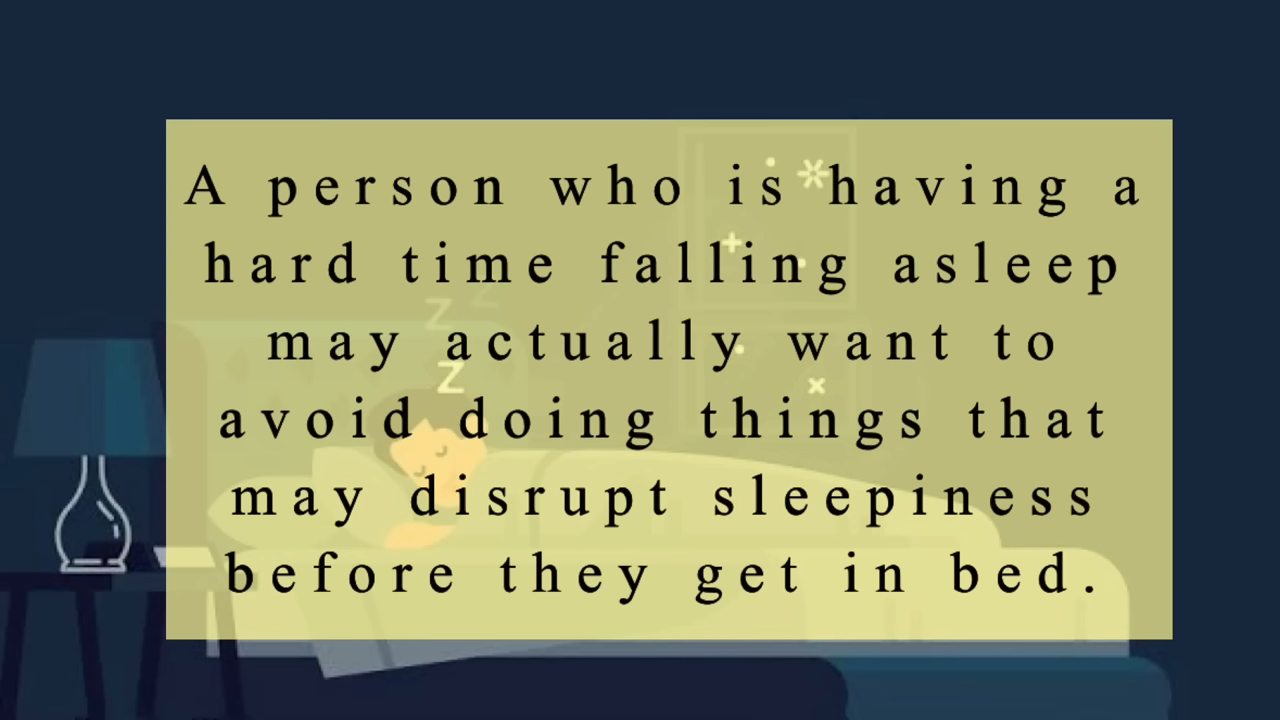 A person who is having a
hard time falling asleep
may actually want to
avoid doing things that
may disrupt sleepiness
before they get in bed.
z
z
z